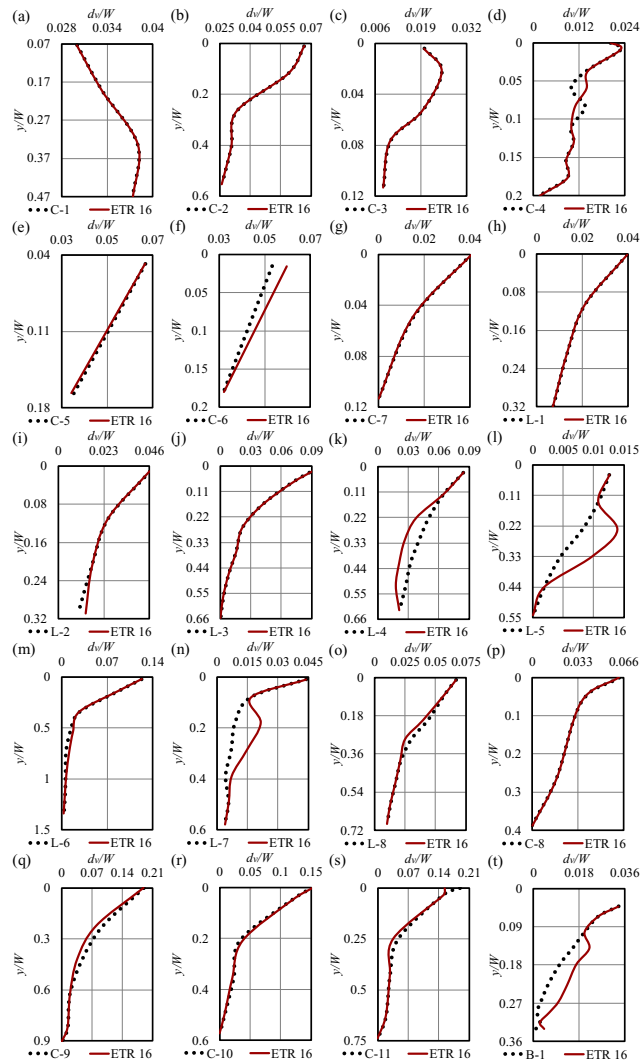 (a) dv/W (b) dv/W (c) dv/W (d) dv/W
0.028 0.034 0.04 0.025 0.04 0.055 0.07 0.006 0.019 0.032 0 0.012 0.024
y/W 0.07 0.17 0.27 0.37 0.47
y/W 0 0.2 0.4 0.6
y/W 0 0.04 0.08 0.12
y/W 0 0.05 0.1 0.15 0.2
C-1 ETR 16 C-2 ETR 16 C-3 ETR 16 C-4 ETR 16
(e) dv/W (f) dv/W (g) dv/W (h) dv/W
0.03 0.05 0.07 0.03 0.05 0.07 0 0.02 0.04 0 0.02 0.04
y/W 0.04 0.11 0.18
y/W 0 0.05 0.1 0.15 0.2
y/W 0 0.04 0.08 0.12
y/W 0 0.08 0.16 0.24 0.32
C-5 ETR 16 C-6 ETR 16 C-7 ETR 16 L-1 ETR 16
(i) dv/W (j) dv/W (k) dv/W (l) dv/W
0 0.023 0.046 0 0.03 0.06 0.09 0 0.03 0.06 0.09 0 0.005 0.01 0.015
y/W 0 0.08 0.16 0.24 0.32
y/W 0 0.11 0.22 0.33 0.44 0.55 0.66
y/W 0 0.11 0.22 0.33 0.44 0.55 0.66
y/W 0 0.11 0.22 0.33 0.44 0.55
L-2 ETR 16 L-3 ETR 16 L-4 ETR 16 L-5 ETR 16
(m) dv/W (n) dv/W (o) dv/W (p) dv/W
0 0.07 0.14 0 0.015 0.03 0.045 0 0.025 0.05 0.075 0 0.033 0.066
y/W 0 0.5 1 1.5
y/W 0 0.2 0.4 0.6
y/W 0 0.18 0.36 0.54 0.72
y/W 0 0.1 0.2 0.3 0.4
L-6 ETR 16 L-7 ETR 16 L-8 ETR 16 C-8 ETR 16
(q) dv/W (r) dv/W (s) dv/W (t) dv/W
0 0.07 0.14 0.21 0 0.05 0.1 0.15 0 0.07 0.14 0.21 0 0.018 0.036
y/W 0 0.3 0.6 0.9
y/W 0 0.2 0.4 0.6
y/W 0 0.25 0.5 0.75
y/W 0 0.09 0.18 0.27 0.36
C-9 ETR 16 C-10 ETR 16 C-11 ETR 16 B-1 ETR 16